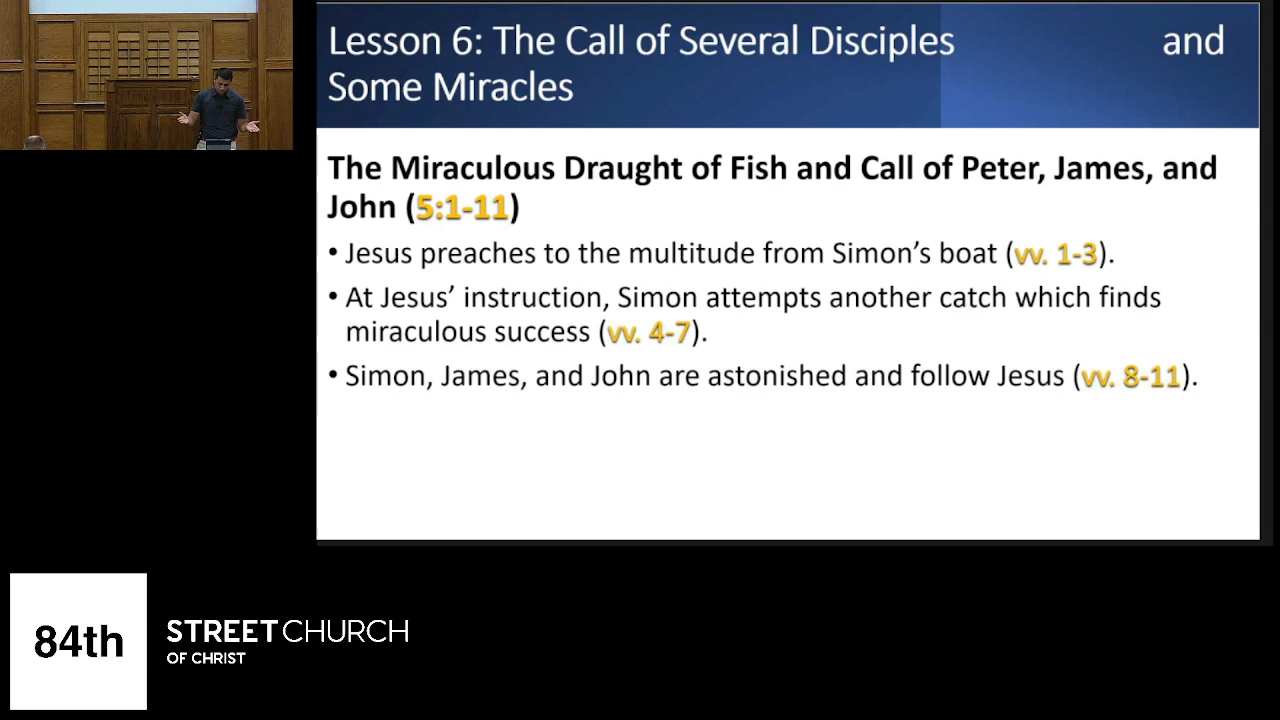 Lesson 6: The Call of Several Disciples and
Some Miracles
The Miraculous Draught of Fish and Call of Peter, James, and
John (5:1-11)
• Jesus preaches to the multitude from Simon’s boat (vv. 1-3).
• At Jesus’ instruction, Simon attempts another catch which finds
miraculous success (vv. 4-7).
• Simon, James, and John are astonished and follow Jesus (vv. 8-11).
84th
STREET CHURCH
OF CHRIST